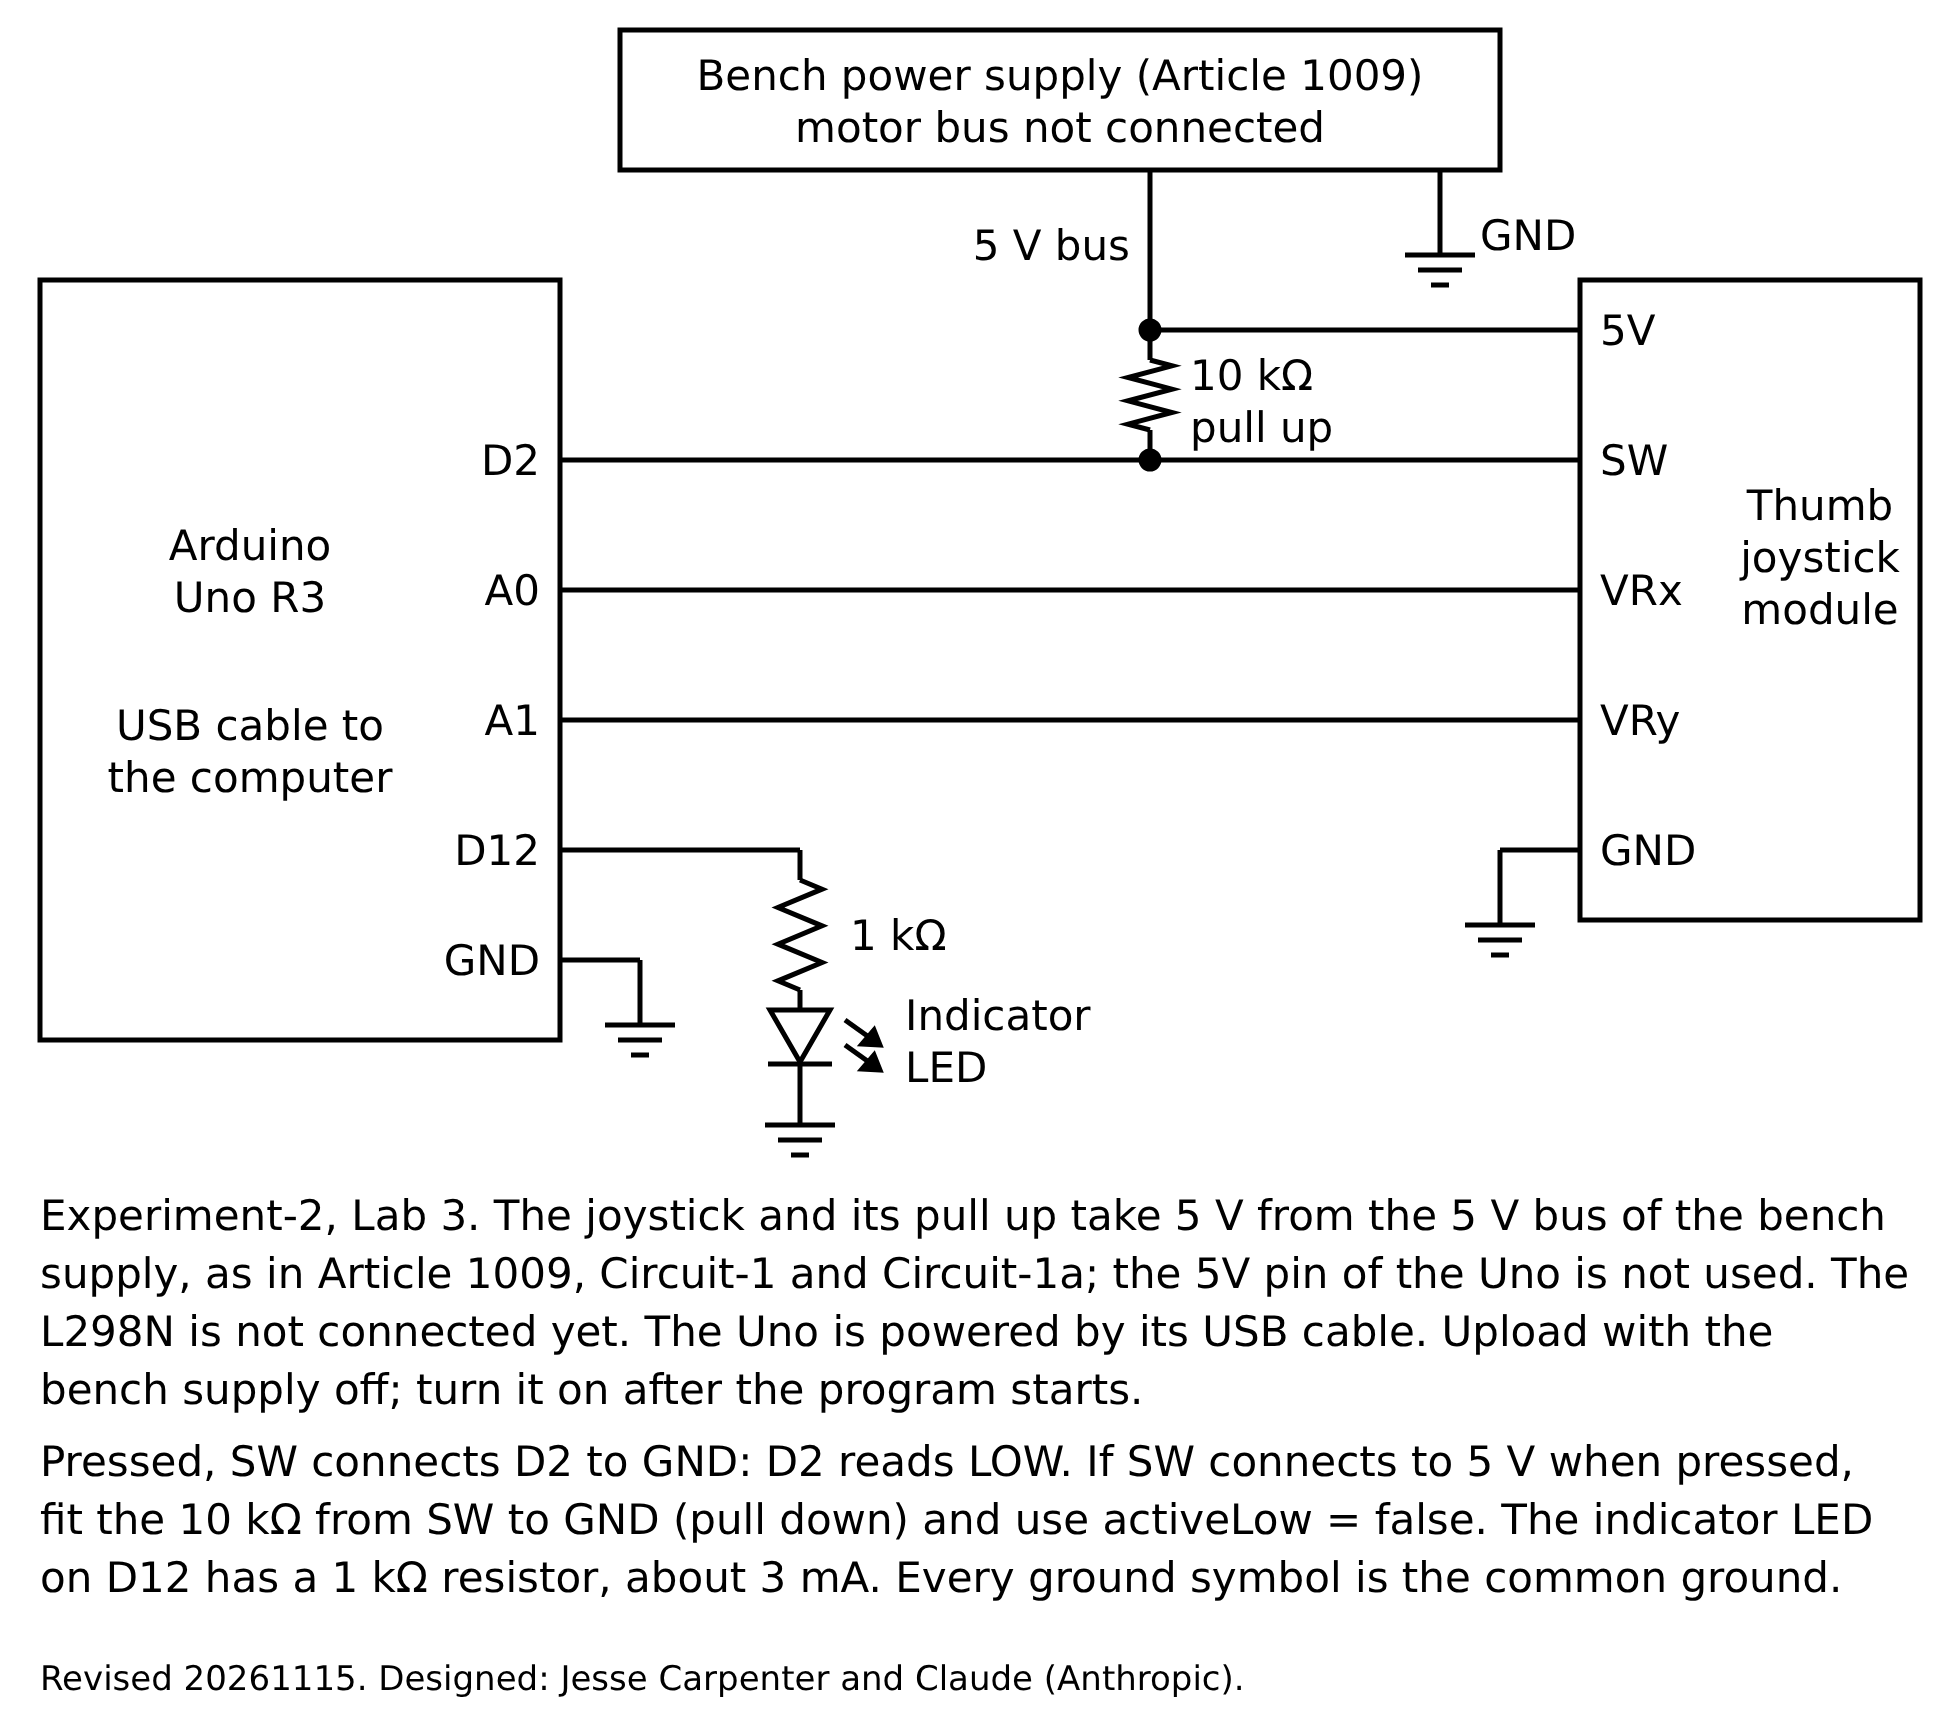 Bench power supply (Article 1009)
motor bus not connected
5 V bus
GND
5V
10 kΩ
pull up
D2
SW
Thumb
joystick
module
Arduino
Uno R3
A0
VRx
USB cable to
the computer
A1
VRy
D12
GND
1 kΩ
GND
Indicator
LED
Experiment-2, Lab 3. The joystick and its pull up take 5 V from the 5 V bus of the bench
supply, as in Article 1009, Circuit-1 and Circuit-1a; the 5V pin of the Uno is not used. The
L298N is not connected yet. The Uno is powered by its USB cable. Upload with the
bench supply off; turn it on after the program starts.
Pressed, SW connects D2 to GND: D2 reads LOW. If SW connects to 5 V when pressed,
fit the 10 kΩ from SW to GND (pull down) and use activeLow = false. The indicator LED
on D12 has a 1 kΩ resistor, about 3 mA. Every ground symbol is the common ground.
Revised 20261115. Designed: Jesse Carpenter and Claude (Anthropic).